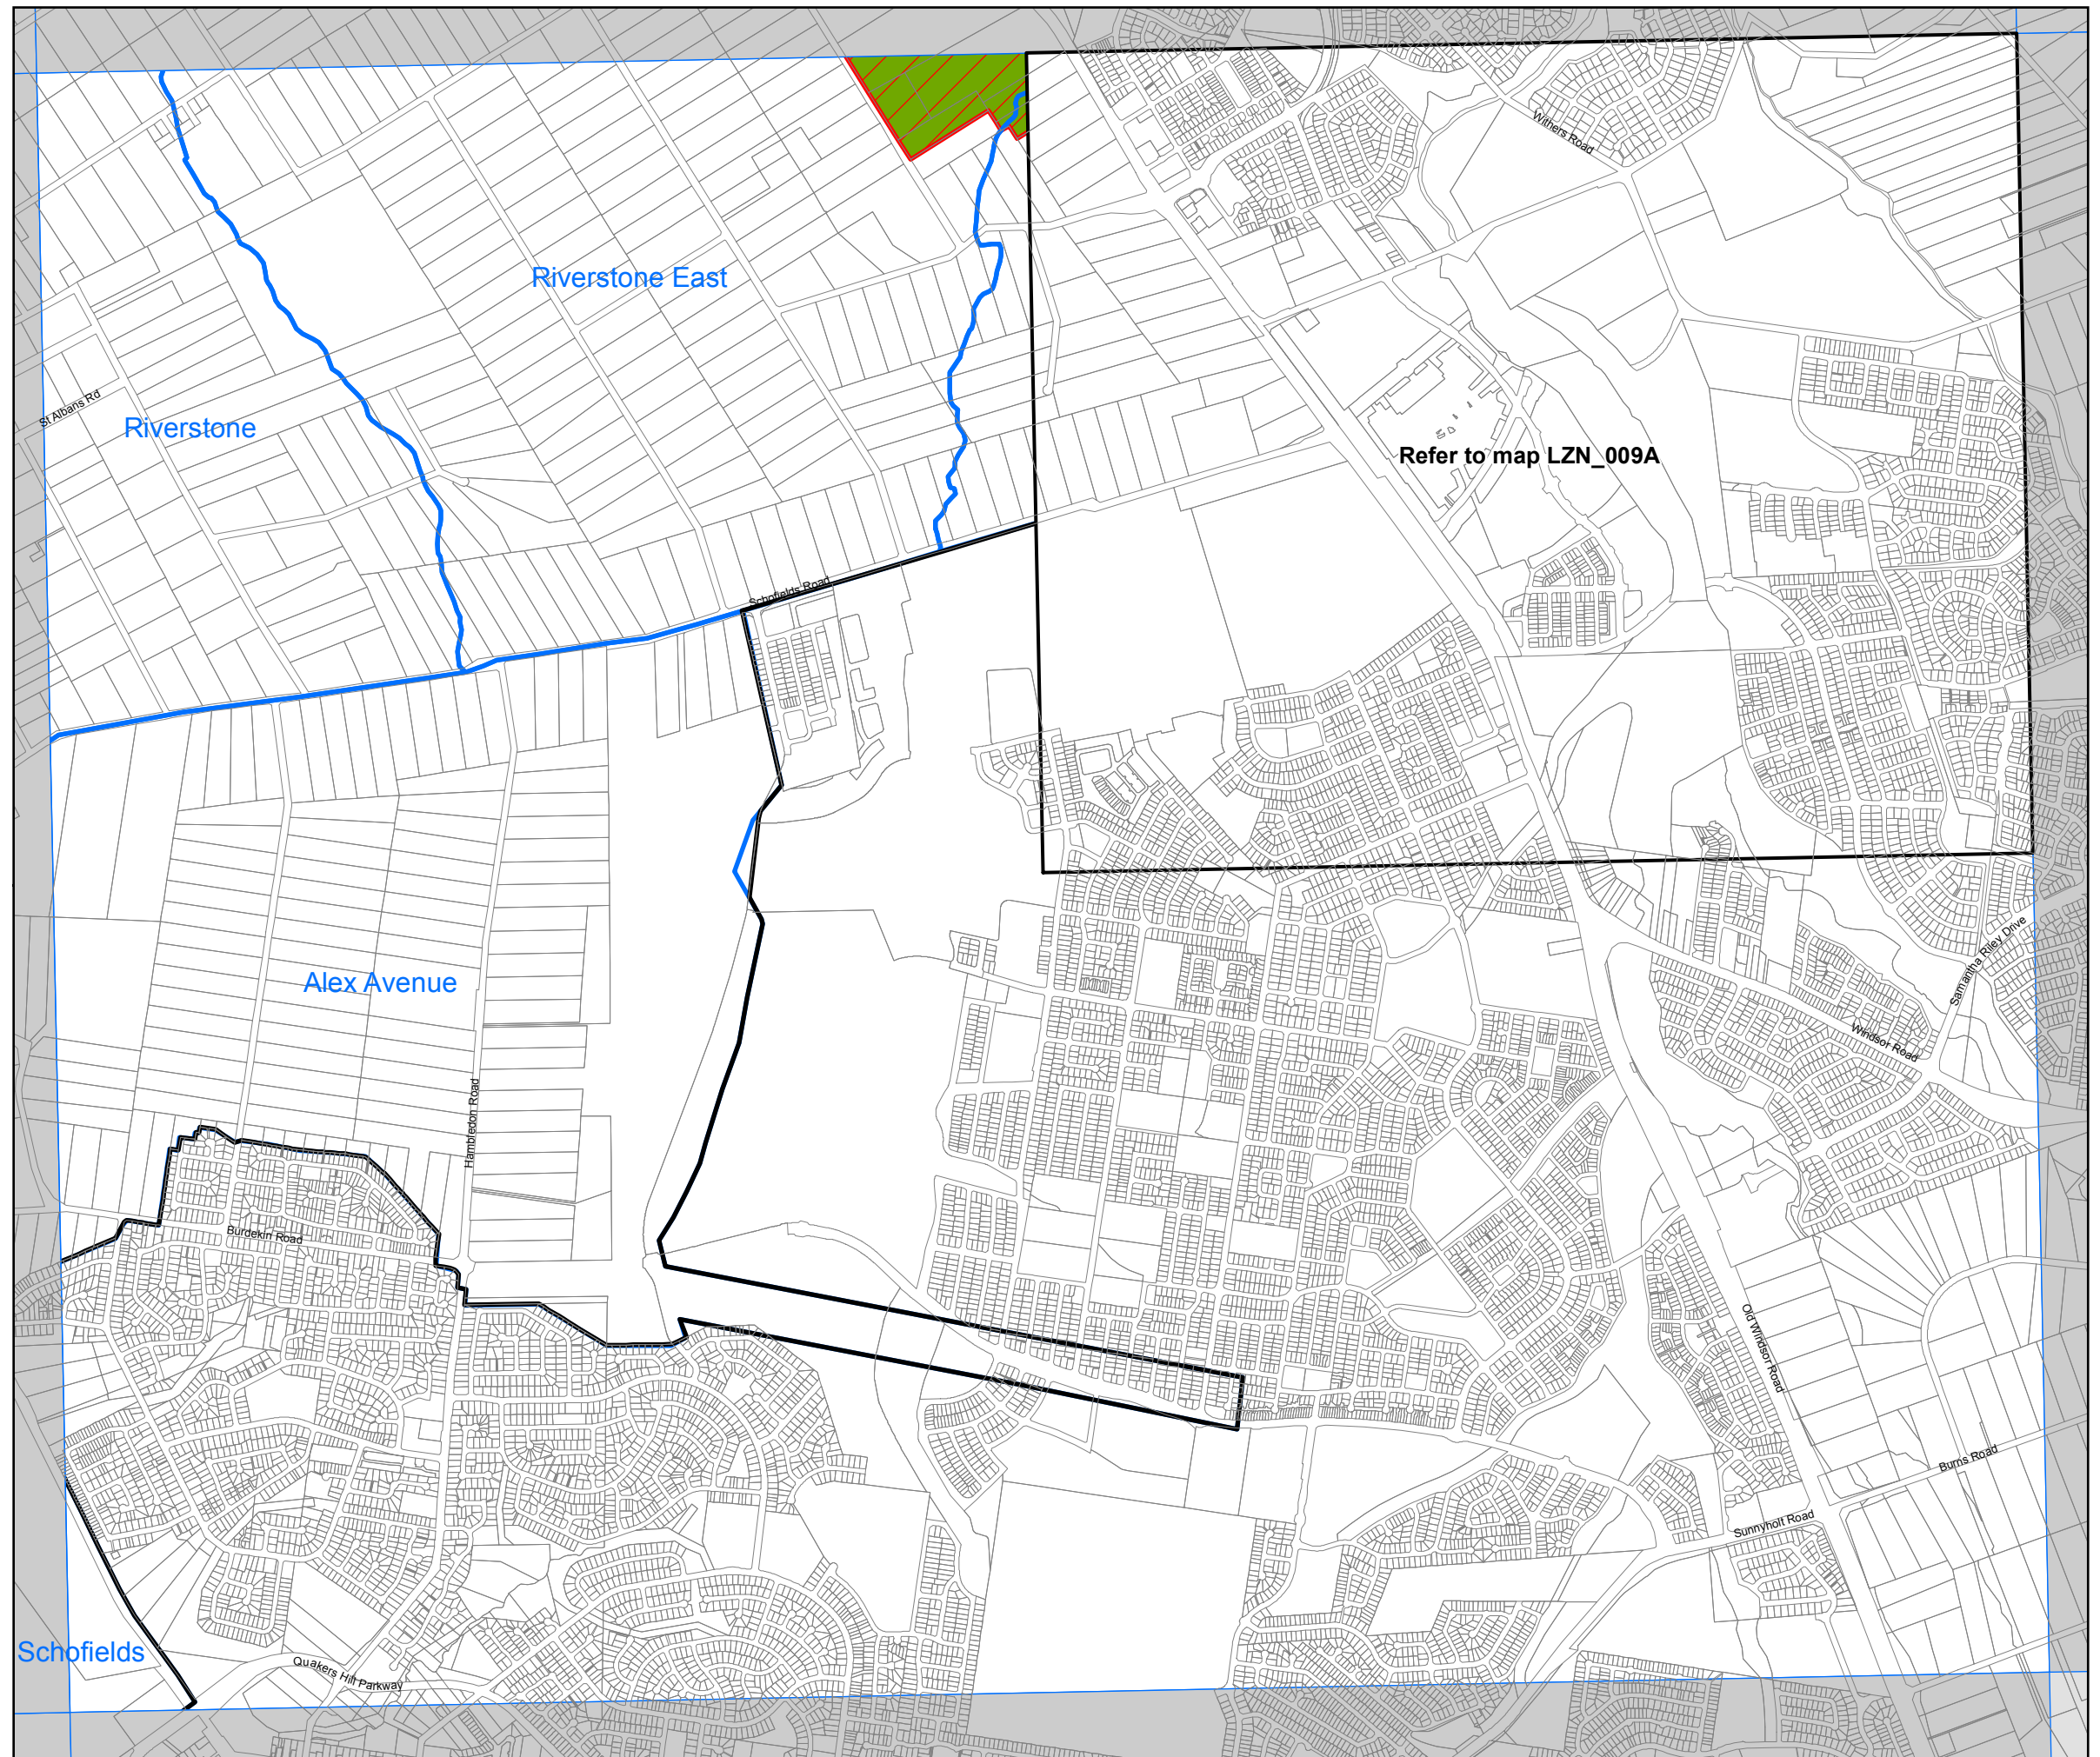 Withers Road
Riverstone East
St Albans Rd
Riverstone
Refer to map LZN_009A
Schofields Road
Samantha Riley Drive
Alex Avenue
Windsor Road
Hambledon Road
Burdekin Road
Old Windsor Road
Burns Road
Sunnyholt Road
Schofields
Quakers Hill Parkway